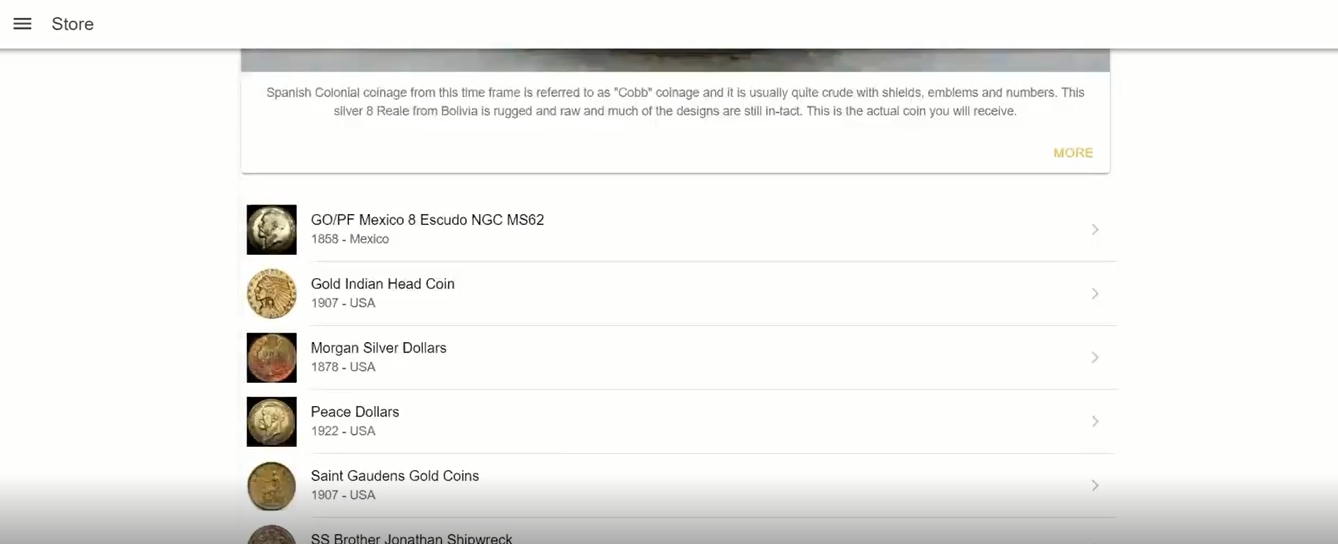 Store
Spanish Colonial coinage from this time frame is referred to as "Cobb" coinage and it is usually quite crude with shields, emblems and numbers. This
silver 8 Reale from Bolivia is rugged and raw and much of the designs are still in-tact. This is the actual coin you will receive.
MORE
GO/PF Mexico 8 Escudo NGC MS62
1858 - Mexico
Gold Indian Head Coin
1907 - USA
Morgan Silver Dollars
1878 - USA
Peace Dollars
1922 - USA
Saint Gaudens Gold Coins
1907 - USA
SS Brother Jonathan Shipwreck